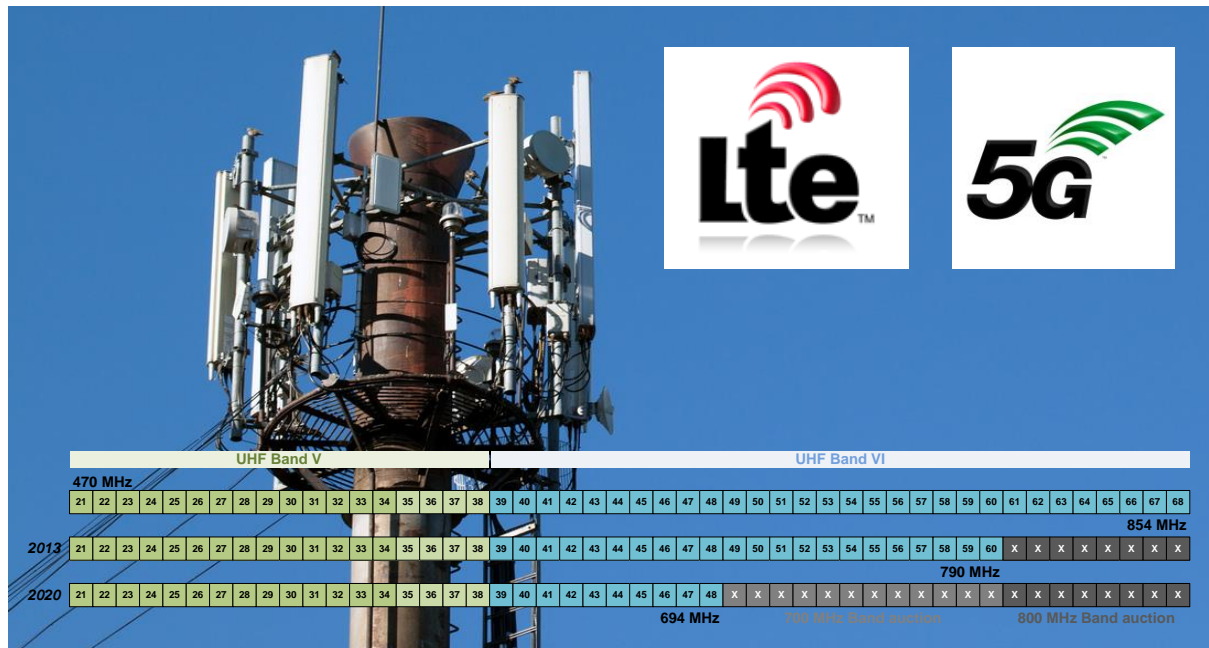 Lte™
5G™
UHF Band V UHF Band VI
470 MHz
21 22 23 24 25 26 27 28 29 30 31 32 33 34 35 36 37 38 39 40 41 42 43 44 45 46 47 48 49 50 51 52 53 54 55 56 57 58 59 60 61 62 63 64 65 66 67 68
854 MHz
2013 21 22 23 24 25 26 27 28 29 30 31 32 33 34 35 36 37 38 39 40 41 42 43 44 45 46 47 48 49 50 51 52 53 54 55 56 57 58 59 60 X X X X X X X X
790 MHz
2020 21 22 23 24 25 26 27 28 29 30 31 32 33 34 35 36 37 38 39 40 41 42 43 44 45 46 47 48 X X X X X X X X X X X X X X X X X X X X
694 MHz 700 MHz Band auction 800 MHz Band auction